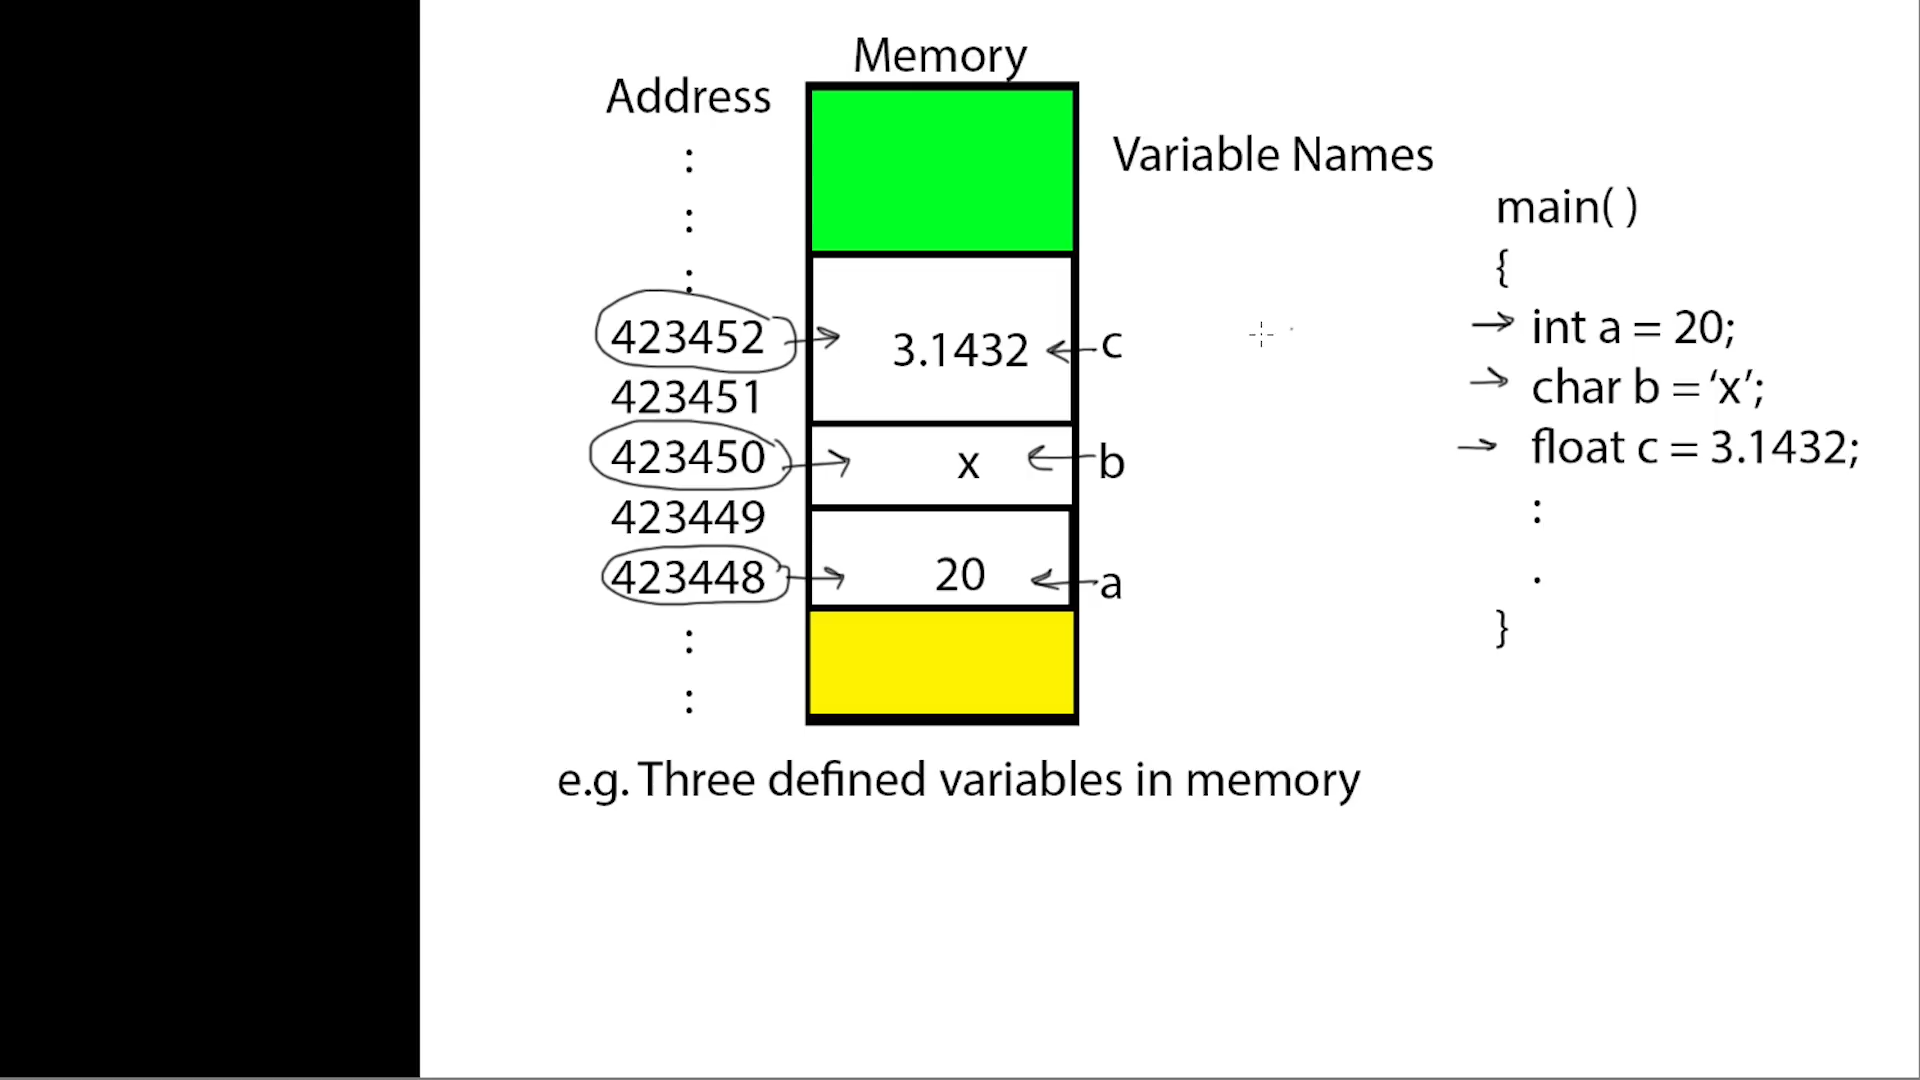 Memory
Address
Variable Names
:
:
:
423452
423451
423450
423449
423448
:
:
3.1432
x
20
c
b
a
main( )
{
int a = 20;
char b = ‘x’;
float c = 3.1432;
:
.
}
e.g. Three defined variables in memory